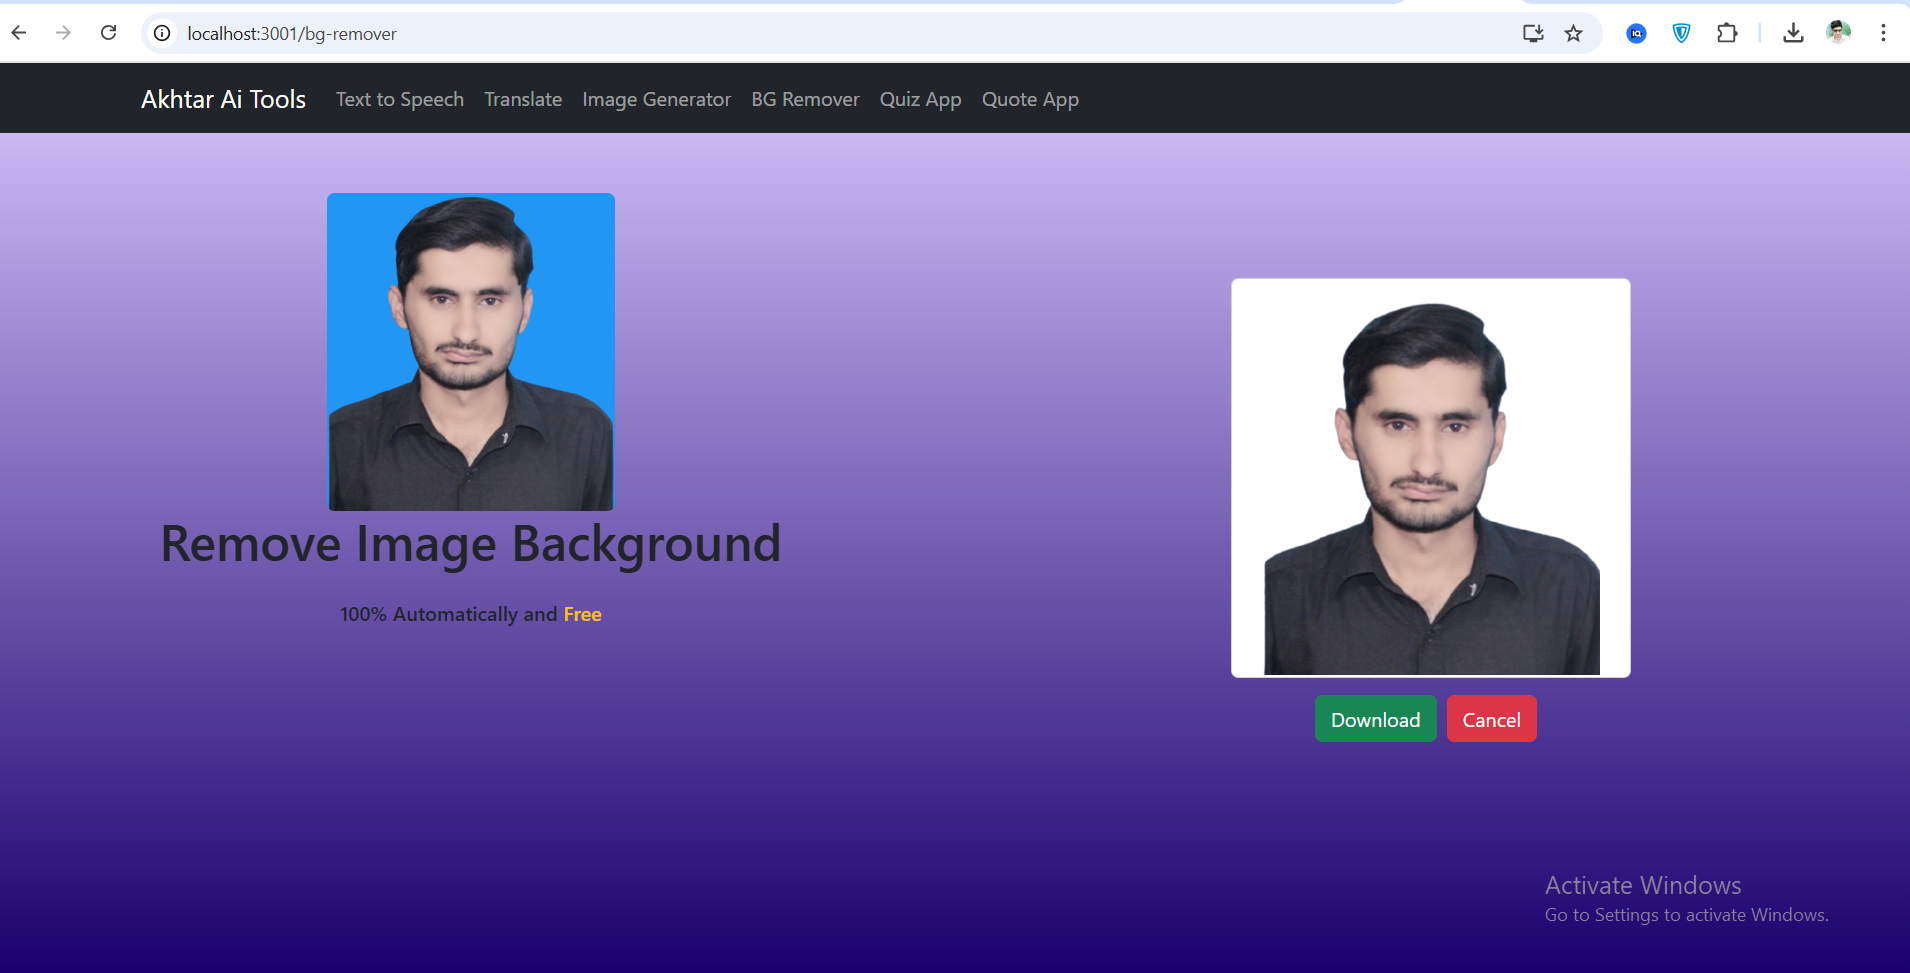 localhost:3001/bg-remover
Akhtar Ai Tools Text to Speech Translate Image Generator BG Remover Quiz App Quote App
Remove Image Background
100% Automatically and Free
Download Cancel
Activate Windows
Go to Settings to activate Windows.